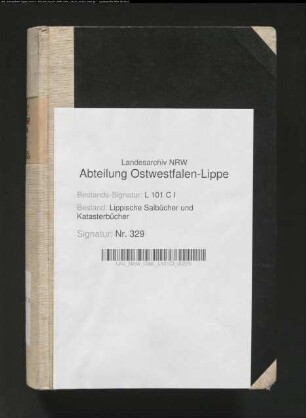 Landesarchiv NRW
Abteilung Ostwestfalen-Lippe
Bestands-Signatur: L 101 C I
Bestand: Lippische Salbücher und
Katasterbücher
Signatur: Nr. 329